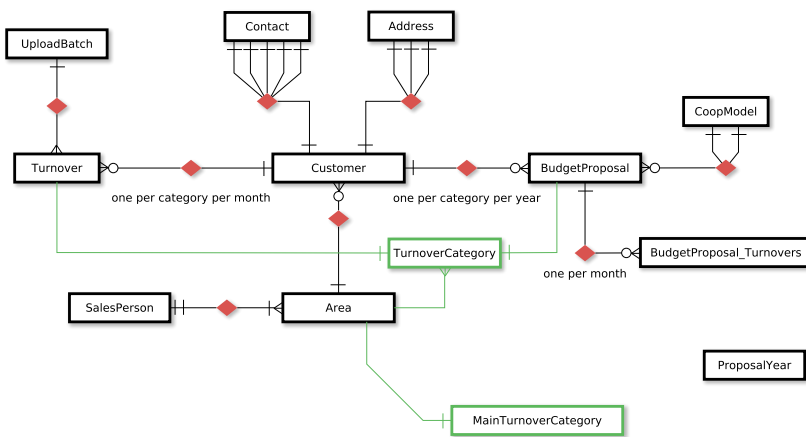 Contact
Address
UploadBatch
CoopModel
Turnover
Customer
BudgetProposal
one per category per month
one per category per year
TurnoverCategory
BudgetProposal_Turnovers
one per month
SalesPerson
Area
ProposalYear
MainTurnoverCategory